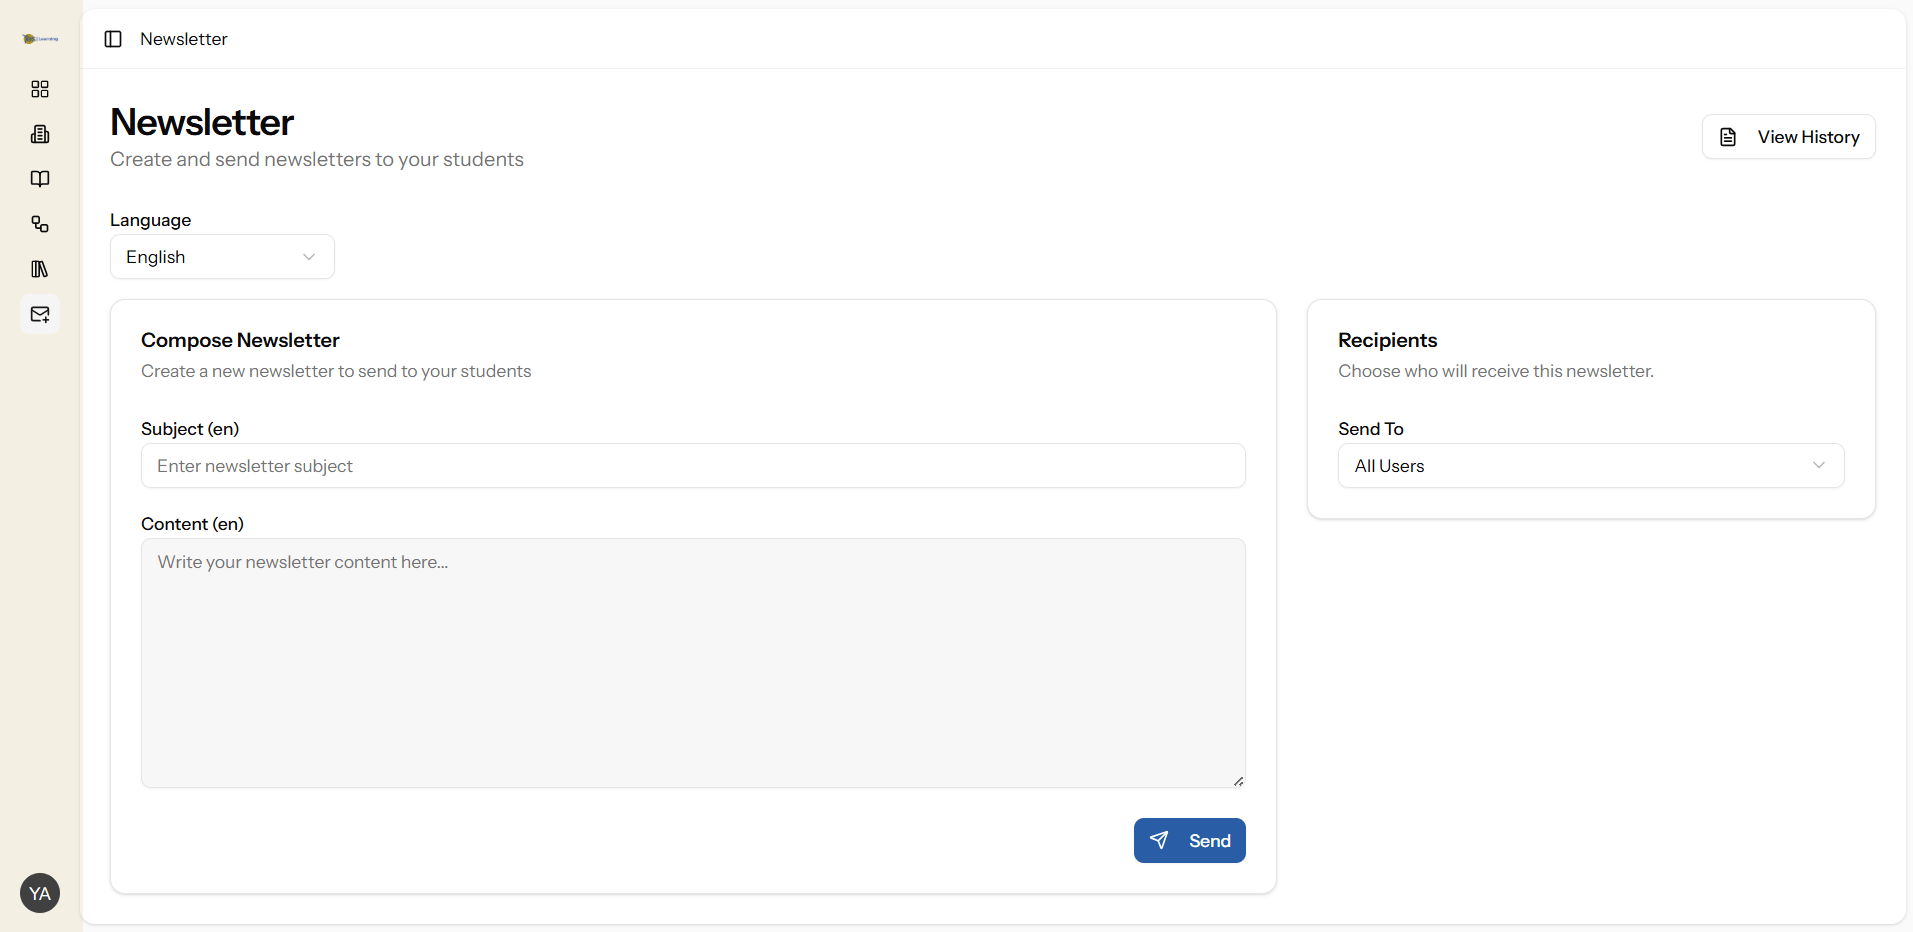 Newsletter
Newsletter
Create and send newsletters to your students
View History
Language
English
Compose Newsletter
Create a new newsletter to send to your students
Subject (en)
Enter newsletter subject
Content (en)
Write your newsletter content here...
Send
Recipients
Choose who will receive this newsletter.
Send To
All Users
YA